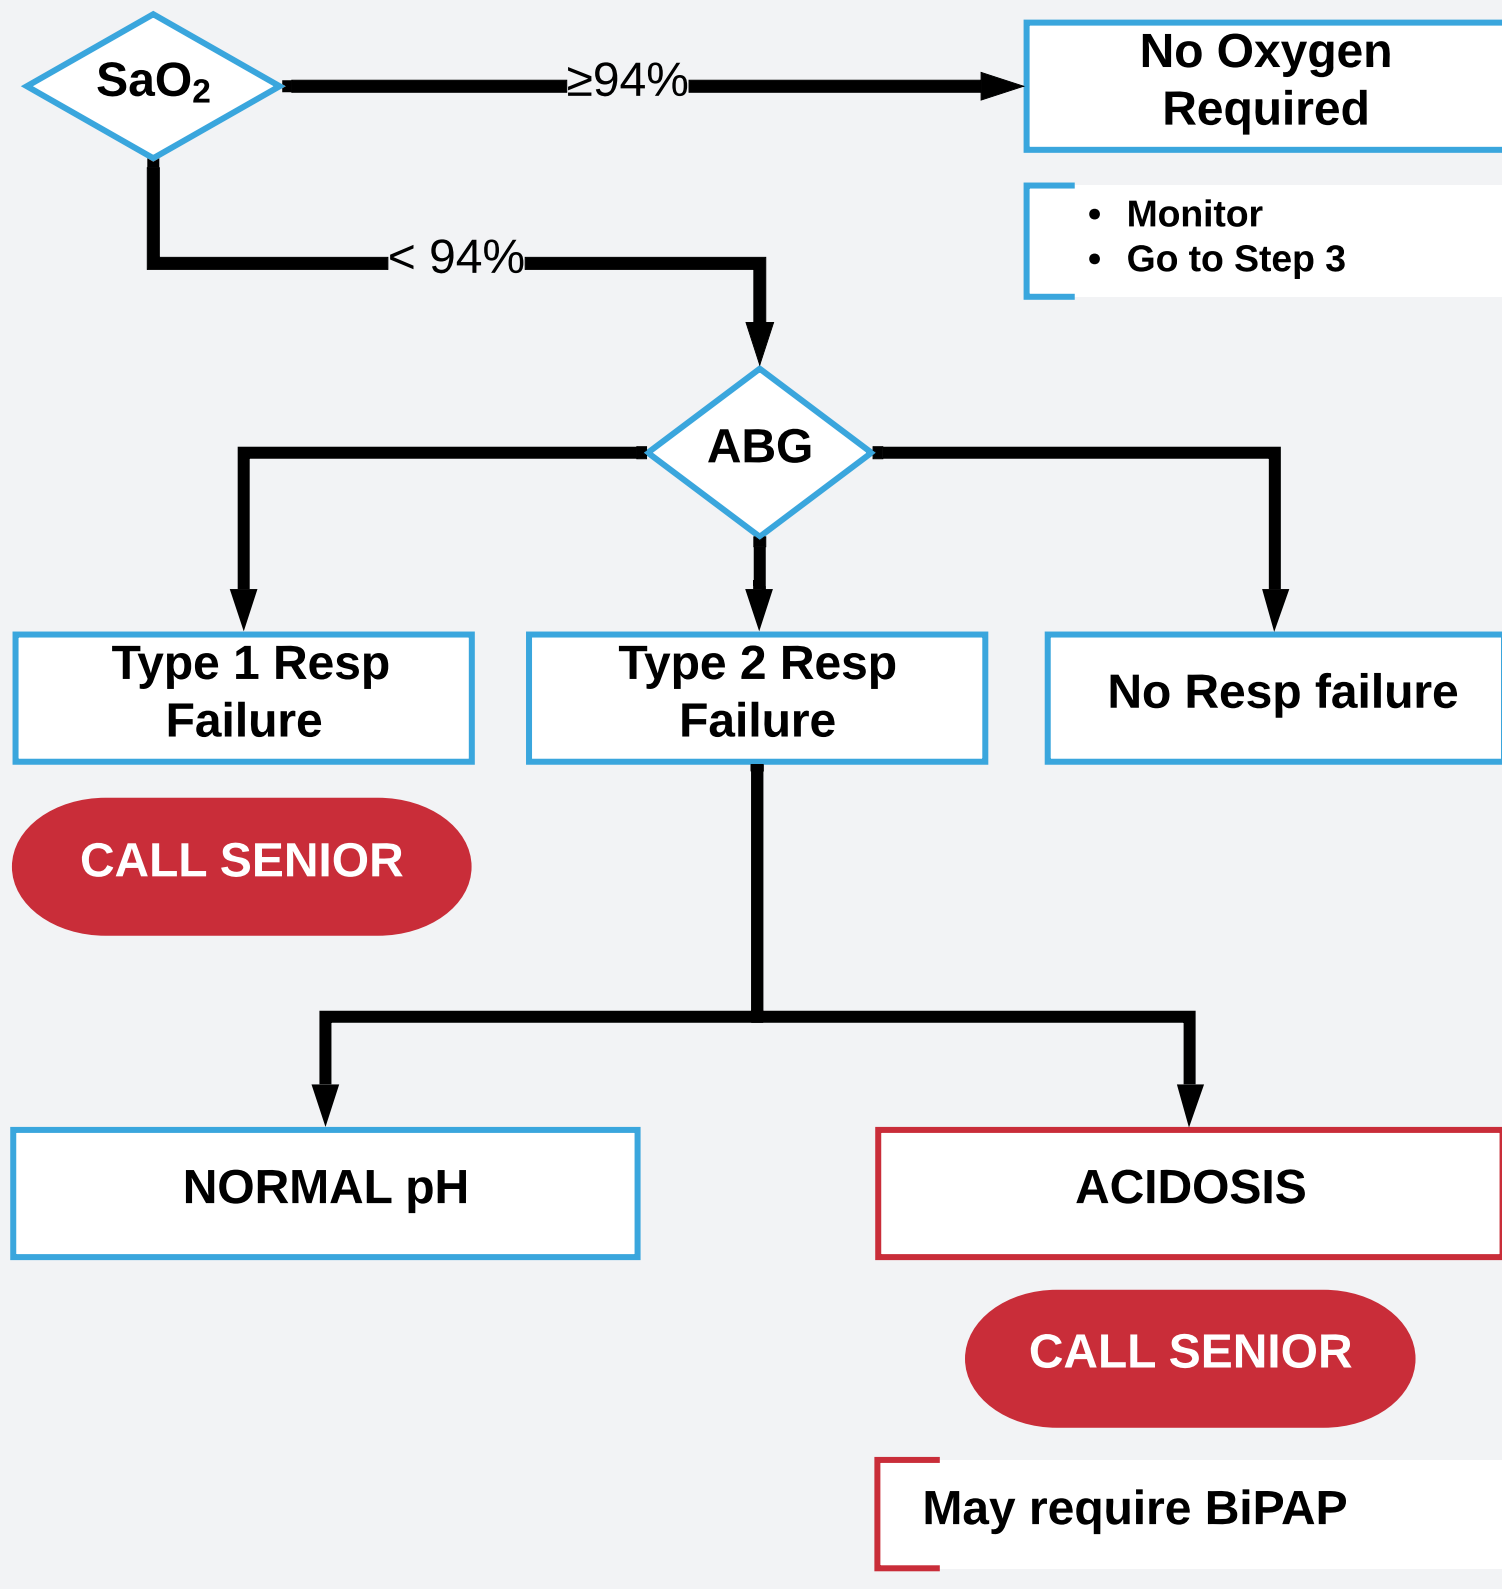 SaO₂
≥94%
No Oxygen
Required
• Monitor
• Go to Step 3
< 94%
ABG
Type 1 Resp
Failure
Type 2 Resp
Failure
No Resp failure
CALL SENIOR
NORMAL pH
ACIDOSIS
CALL SENIOR
May require BiPAP